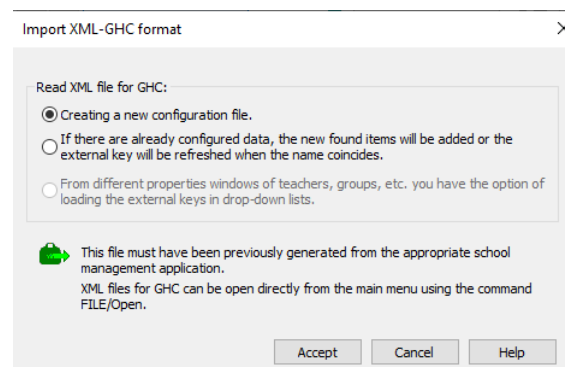 Import XML-GHC format
Read XML file for GHC:
Creating a new configuration file.
If there are already configured data, the new found items will be added or the
external key will be refreshed when the name coincides.
From different properties windows of teachers, groups, etc. you have the option of
loading the external keys in drop-down lists.
This file must have been previously generated from the appropriate school
management application.
XML files for GHC can be open directly from the main menu using the command
FILE/Open.
Accept Cancel Help